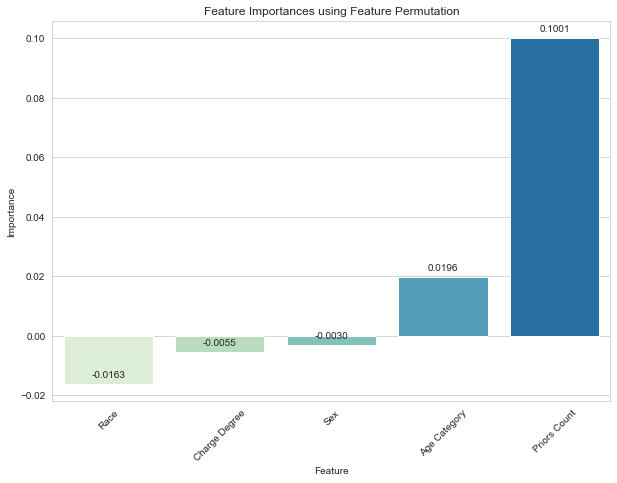 Feature Importances using Feature Permutation
Importance
0.10
0.08
0.06
0.04
0.02
0.00
−0.02
-0.0163
-0.0055
-0.0030
0.0196
0.1001
Race
Charge Degree
Sex
Age Category
Priors Count
Feature